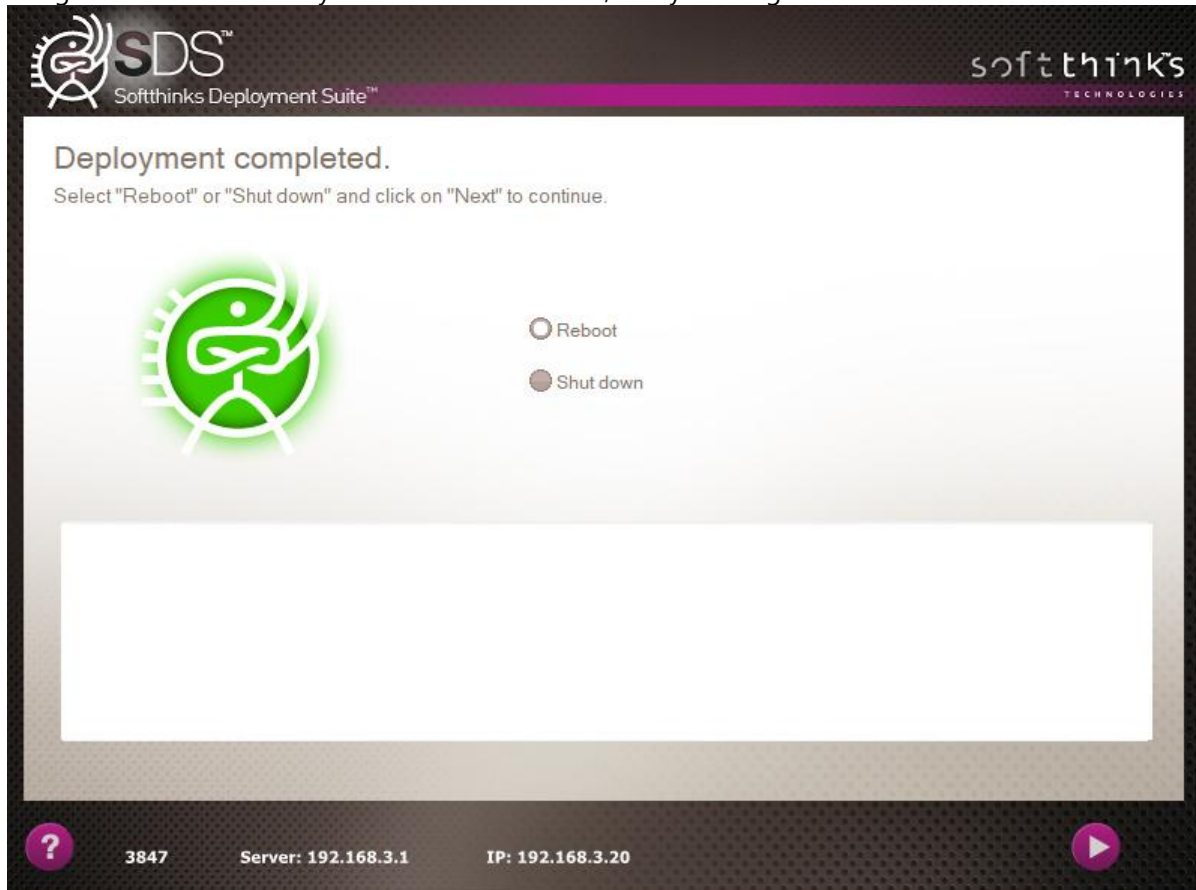 SDS™
Softthinks Deployment Suite™
softthinks
TECHNOLOGIES
Deployment completed.
Select "Reboot" or "Shut down" and click on "Next" to continue.
Reboot
Shut down
?
3847 Server: 192.168.3.1 IP: 192.168.3.20